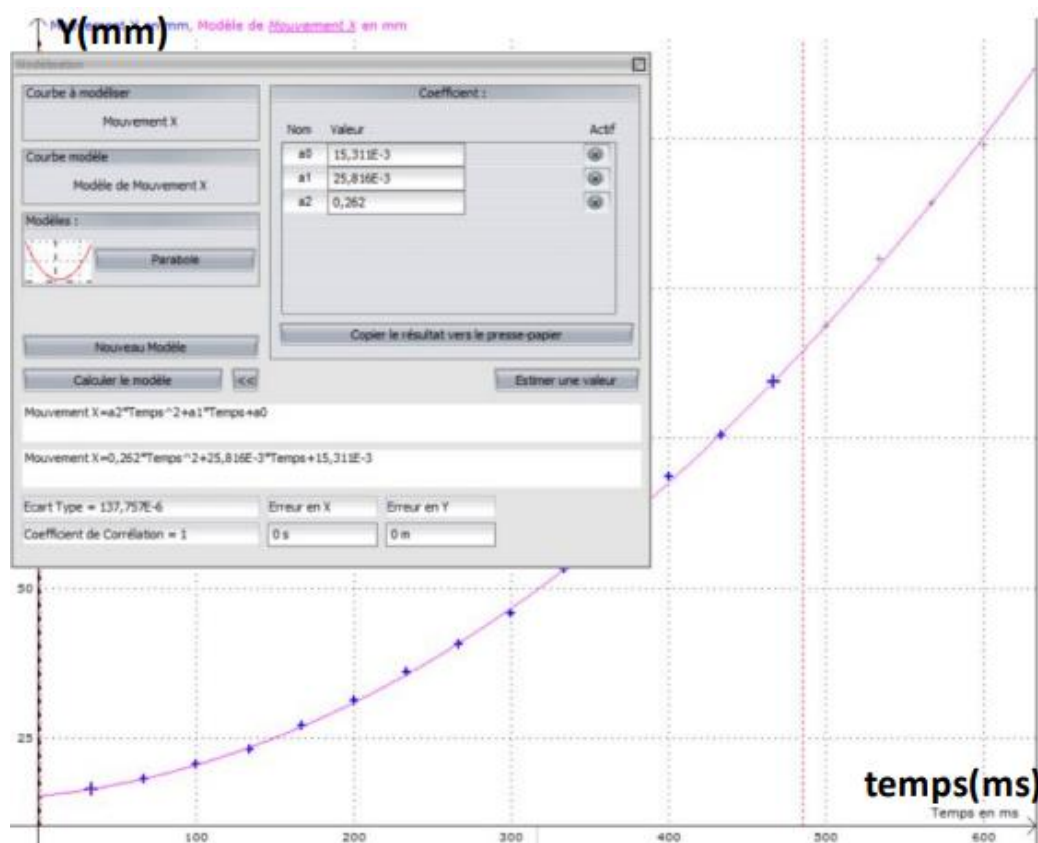 Y(mm)
en mm, Modèle de Mouvement X en mm
Modélisation
Courbe à modéliser
Mouvement X
Courbe modèle
Modèle de Mouvement X
Modèles :
Parabole
Nouveau Modèle
Calculer le modèle <<
Coefficient :
Nom Valeur Actif
a0 15,311E-3
a1 25,816E-3
a2 0,262
Copier le résultat vers le presse-papier
Estimer une valeur
Mouvement X=a2*Temps^2+a1*Temps+a0
Mouvement X=0,262*Temps^2+25,816E-3*Temps+15,311E-3
Ecart Type = 137,757E-6 Erreur en X Erreur en Y
Coefficient de Corrélation = 1 0 s 0 m
50
25
temps(ms)
Temps en ms
100 200 300 400 500 600